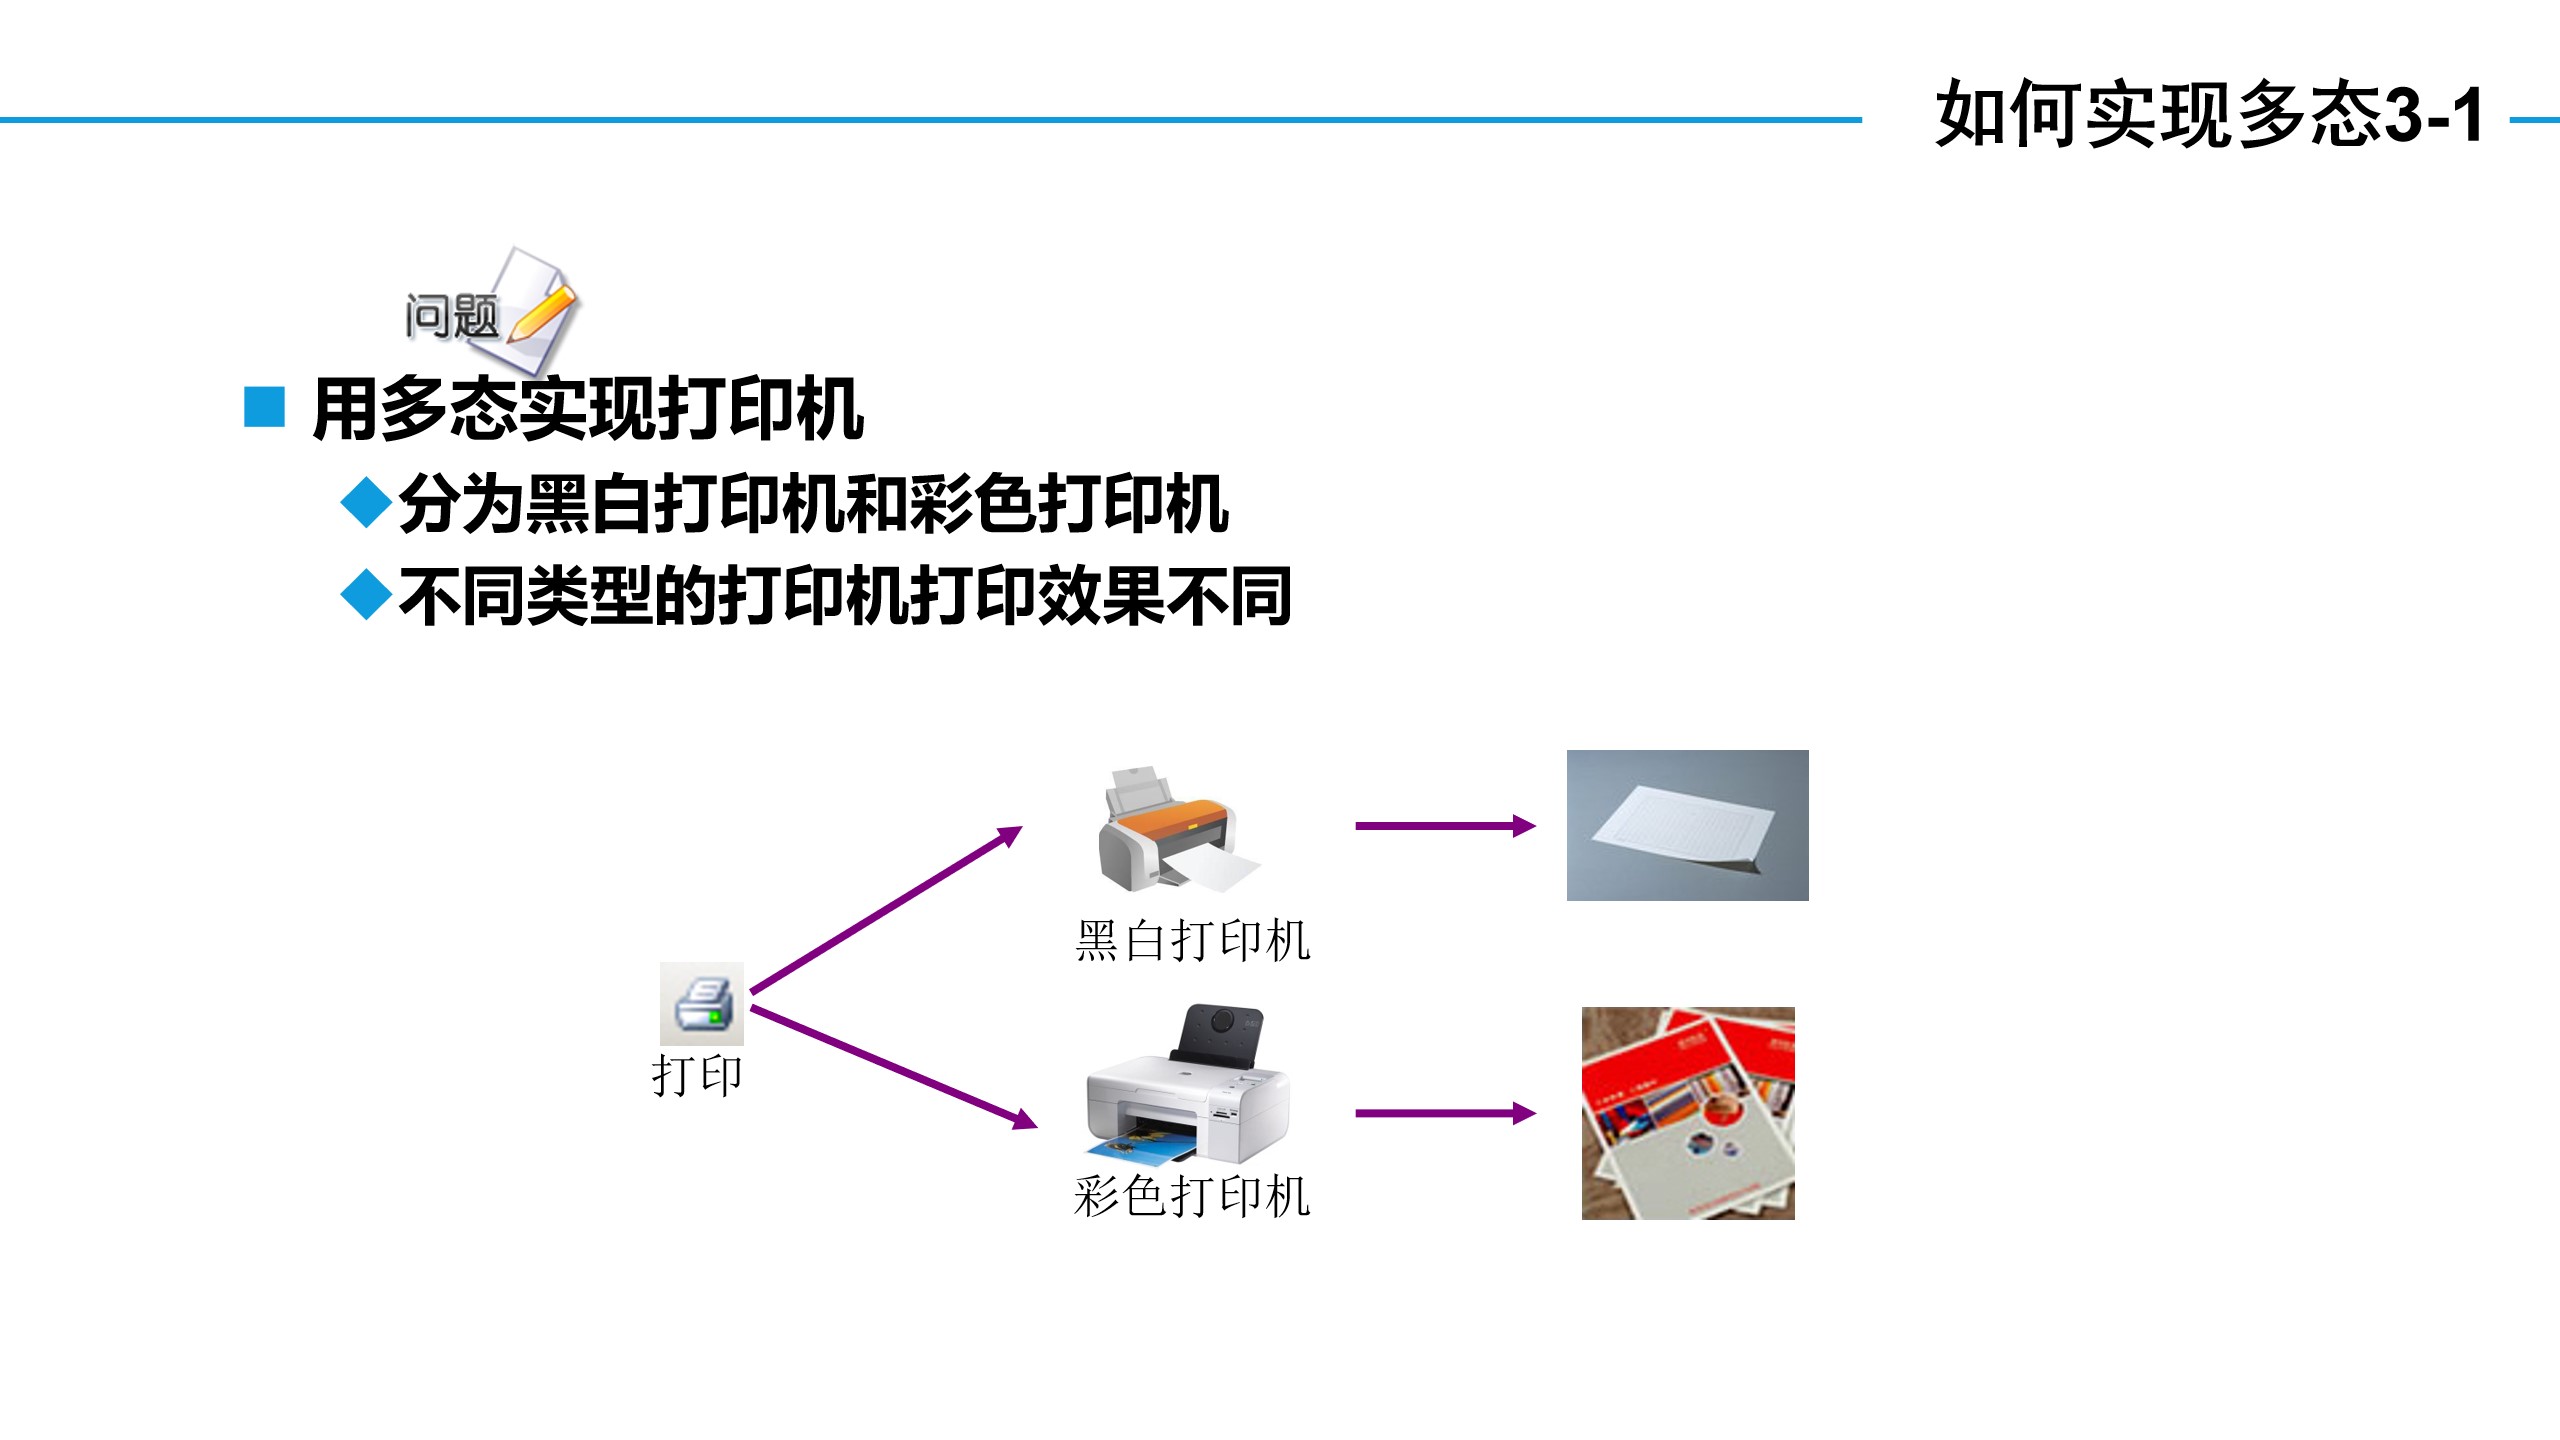 如何实现多态3-1
问题
用多态实现打印机
分为黑白打印机和彩色打印机
不同类型的打印机打印效果不同
黑白打印机
打印
彩色打印机